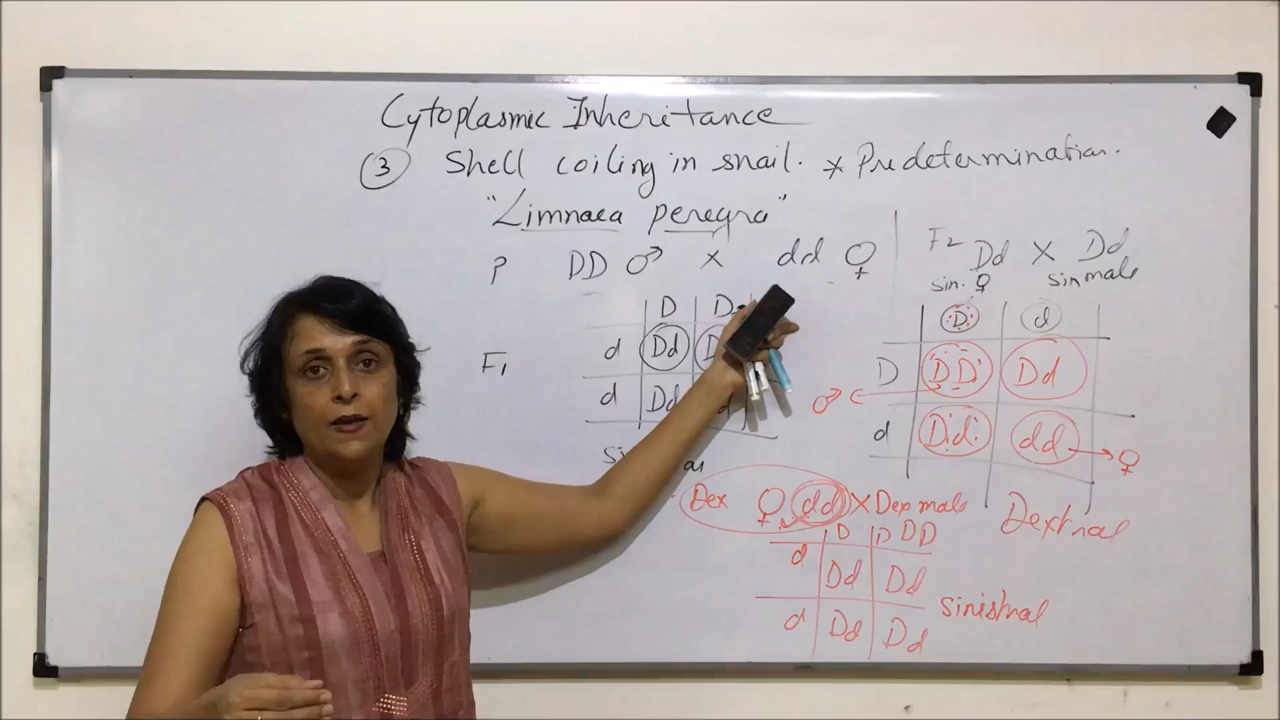 Cytoplasmic Inheritance
③ Shell coiling in snail. * Predetermination.
"Limnaea peregra"
P DD ♂ × dd ♀
D D
F1 d Dd D
d Dd d
F2 Dd × Dd
sin. ♀ sin male
D d
D DD Dd
♂
d Dd dd → ♀
Dextral
Dex ♀ dd × Dex male
D D DD
d Dd Dd
d Dd Dd
sinistral